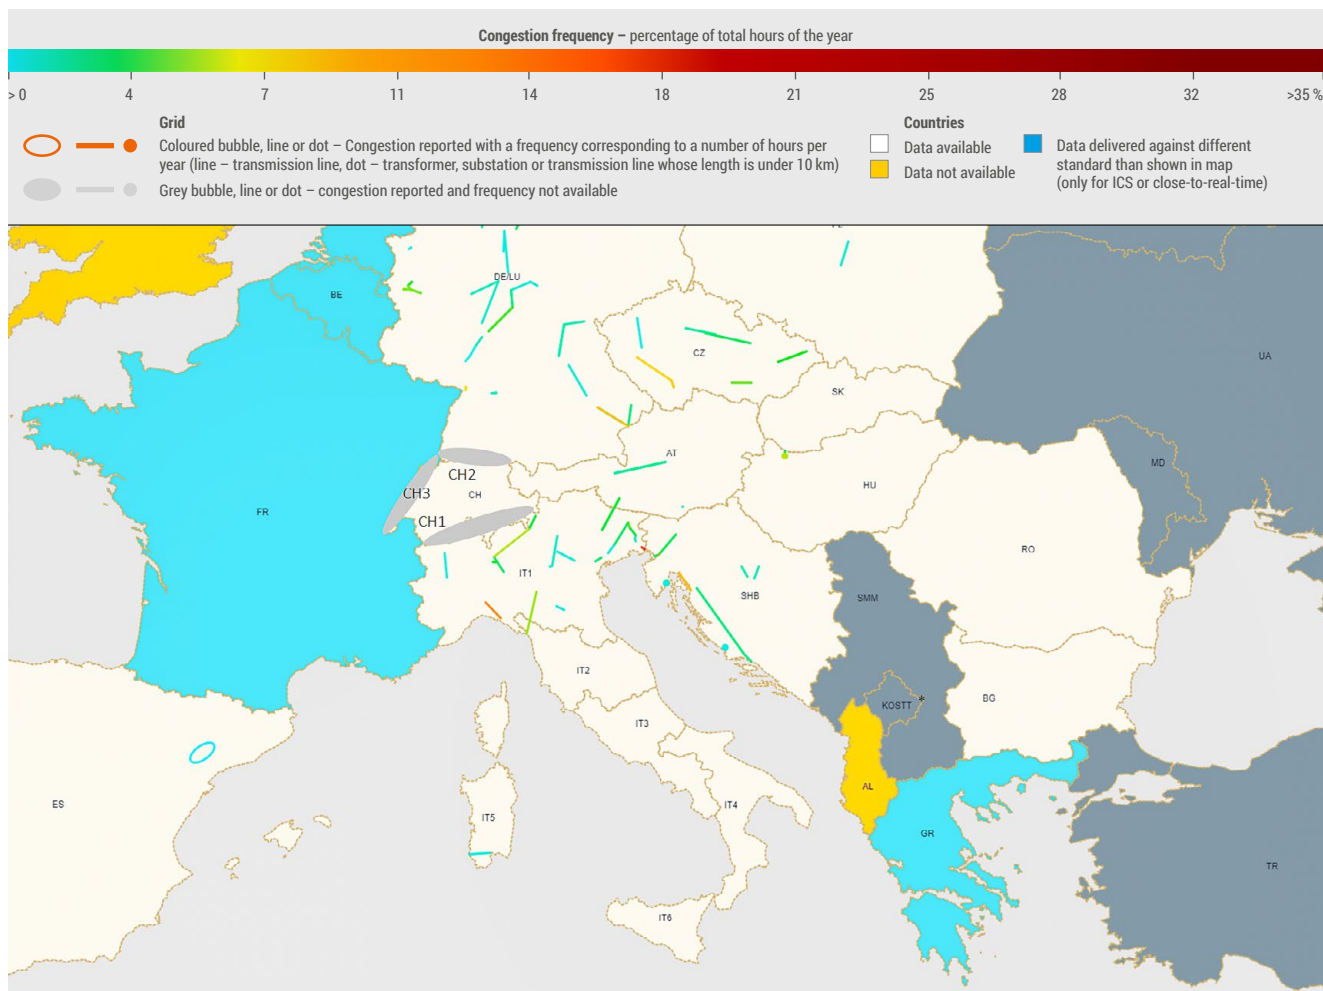 Congestion frequency – percentage of total hours of the year
> 0 4 7 11 14 18 21 25 28 32 >35 %
Grid
Coloured bubble, line or dot – Congestion reported with a frequency corresponding to a number of hours per
year (line – transmission line, dot – transformer, substation or transmission line whose length is under 10 km)
Grey bubble, line or dot – congestion reported and frequency not available
Countries
Data available
Data not available
Data delivered against different
standard than shown in map
(only for ICS or close-to-real-time)
DE/LU
BE
CZ
UA
SK
AT
MD
CH2
CH3
CH
HU
FR
CH1
RO
IT1
SHB
SMM
IT2
KOSTT *
BG
IT3
ES
AL
IT4
IT5
GR
TR
IT6